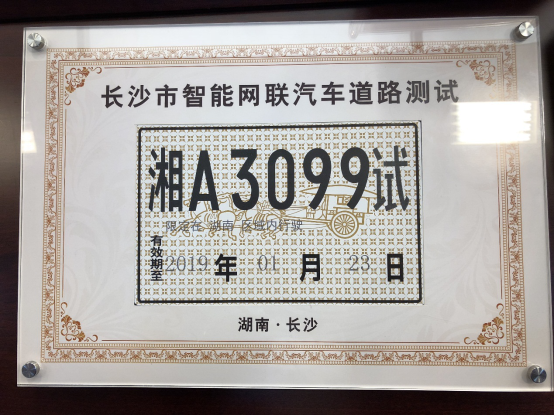 长沙市智能网联汽车道路测试
湘A3099试
限定在 湖南 区域内行驶
有效期至 2019 年 01 月 23 日
湖南·长沙